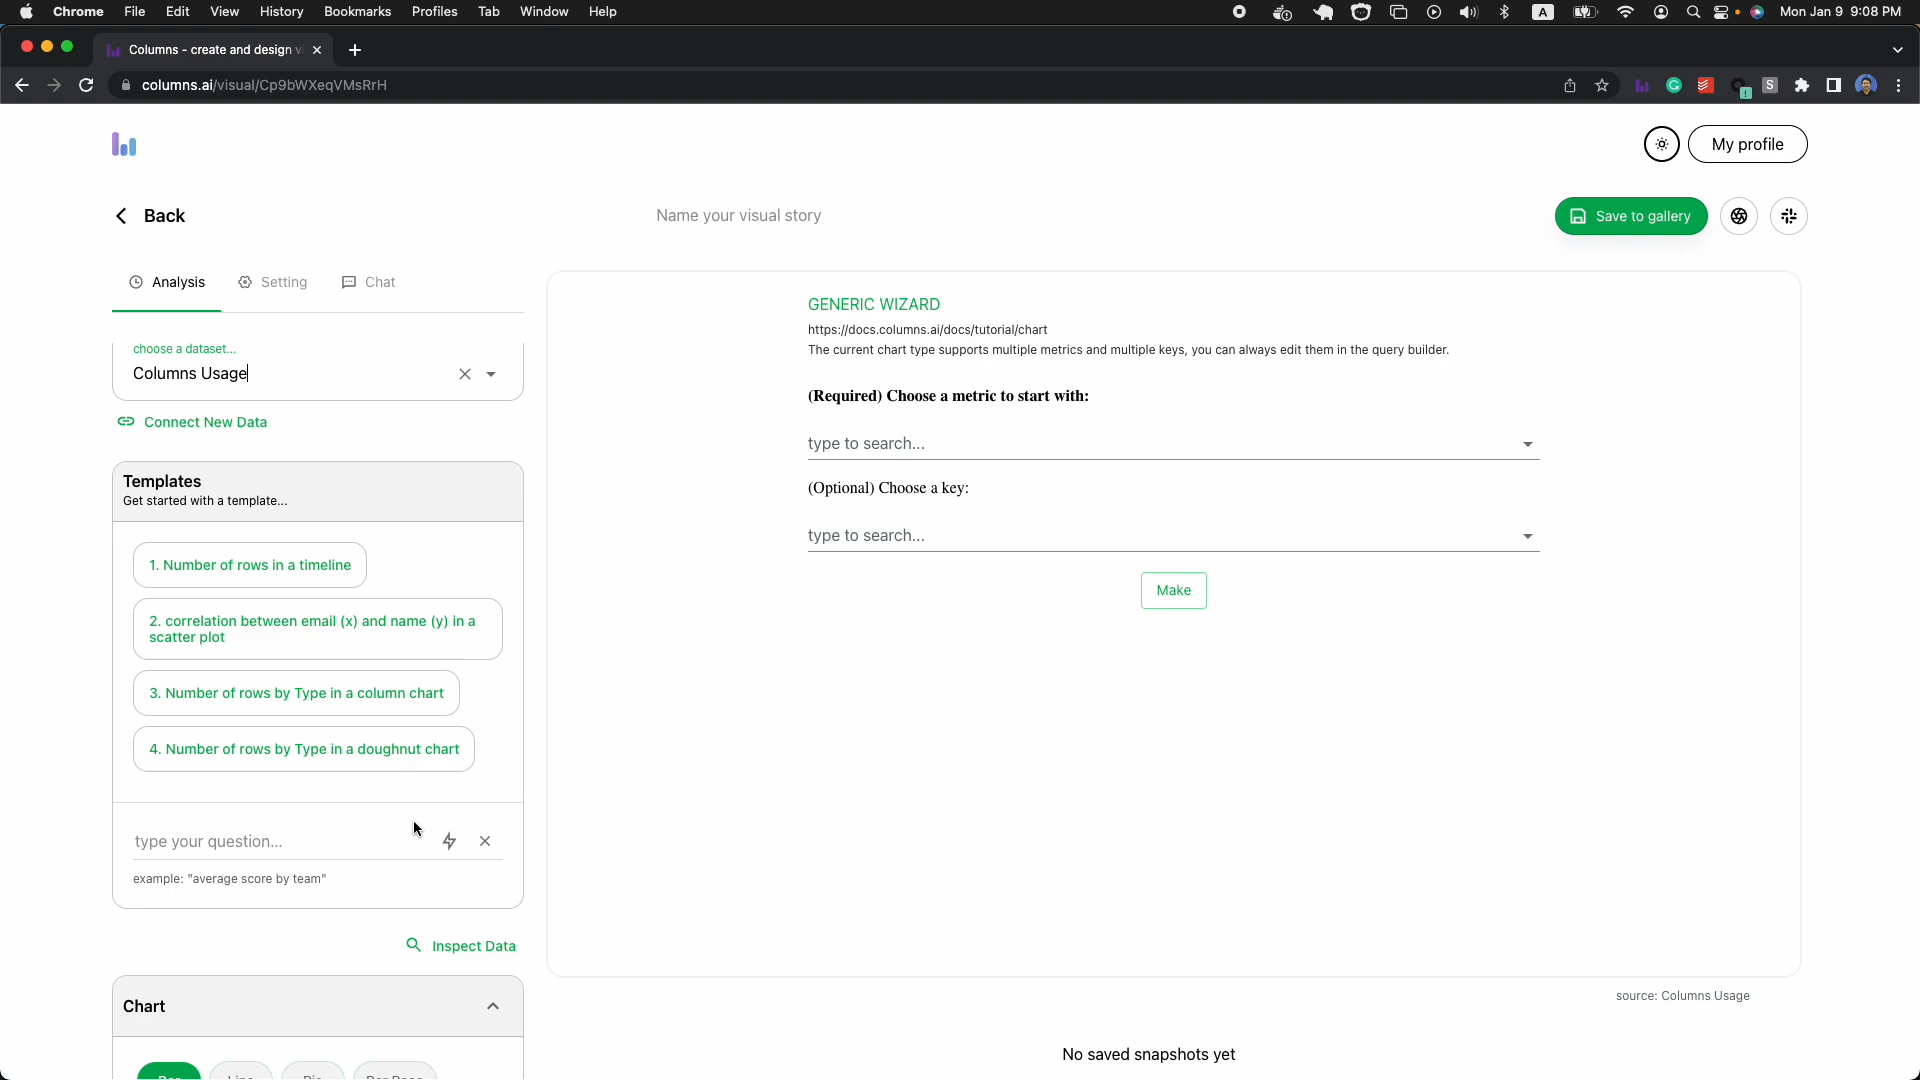 Chrome File Edit View History Bookmarks Profiles Tab Window Help A Mon Jan 9 9:08 PM
Columns - create and design v
columns.ai/visual/Cp9bWXeqVMsRrH
S
My profile
Back
Name your visual story
Save to gallery
Analysis
Setting
Chat
choose a dataset...
Columns Usage
Connect New Data
Templates
Get started with a template...
1. Number of rows in a timeline
2. correlation between email (x) and name (y) in a
scatter plot
3. Number of rows by Type in a column chart
4. Number of rows by Type in a doughnut chart
type your question...
example: "average score by team"
Inspect Data
Chart
GENERIC WIZARD
https://docs.columns.ai/docs/tutorial/chart
The current chart type supports multiple metrics and multiple keys, you can always edit them in the query builder.
(Required) Choose a metric to start with:
type to search...
(Optional) Choose a key:
type to search...
Make
source: Columns Usage
No saved snapshots yet